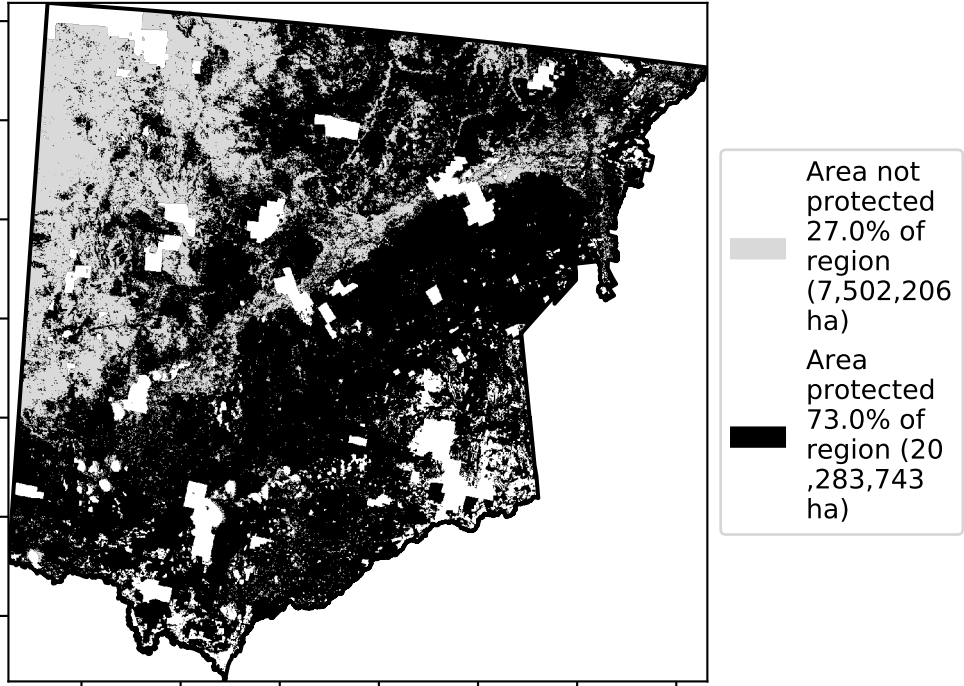 Area not
protected
27.0% of
region
(7,502,206
ha)
Area
protected
73.0% of
region (20
,283,743
ha)